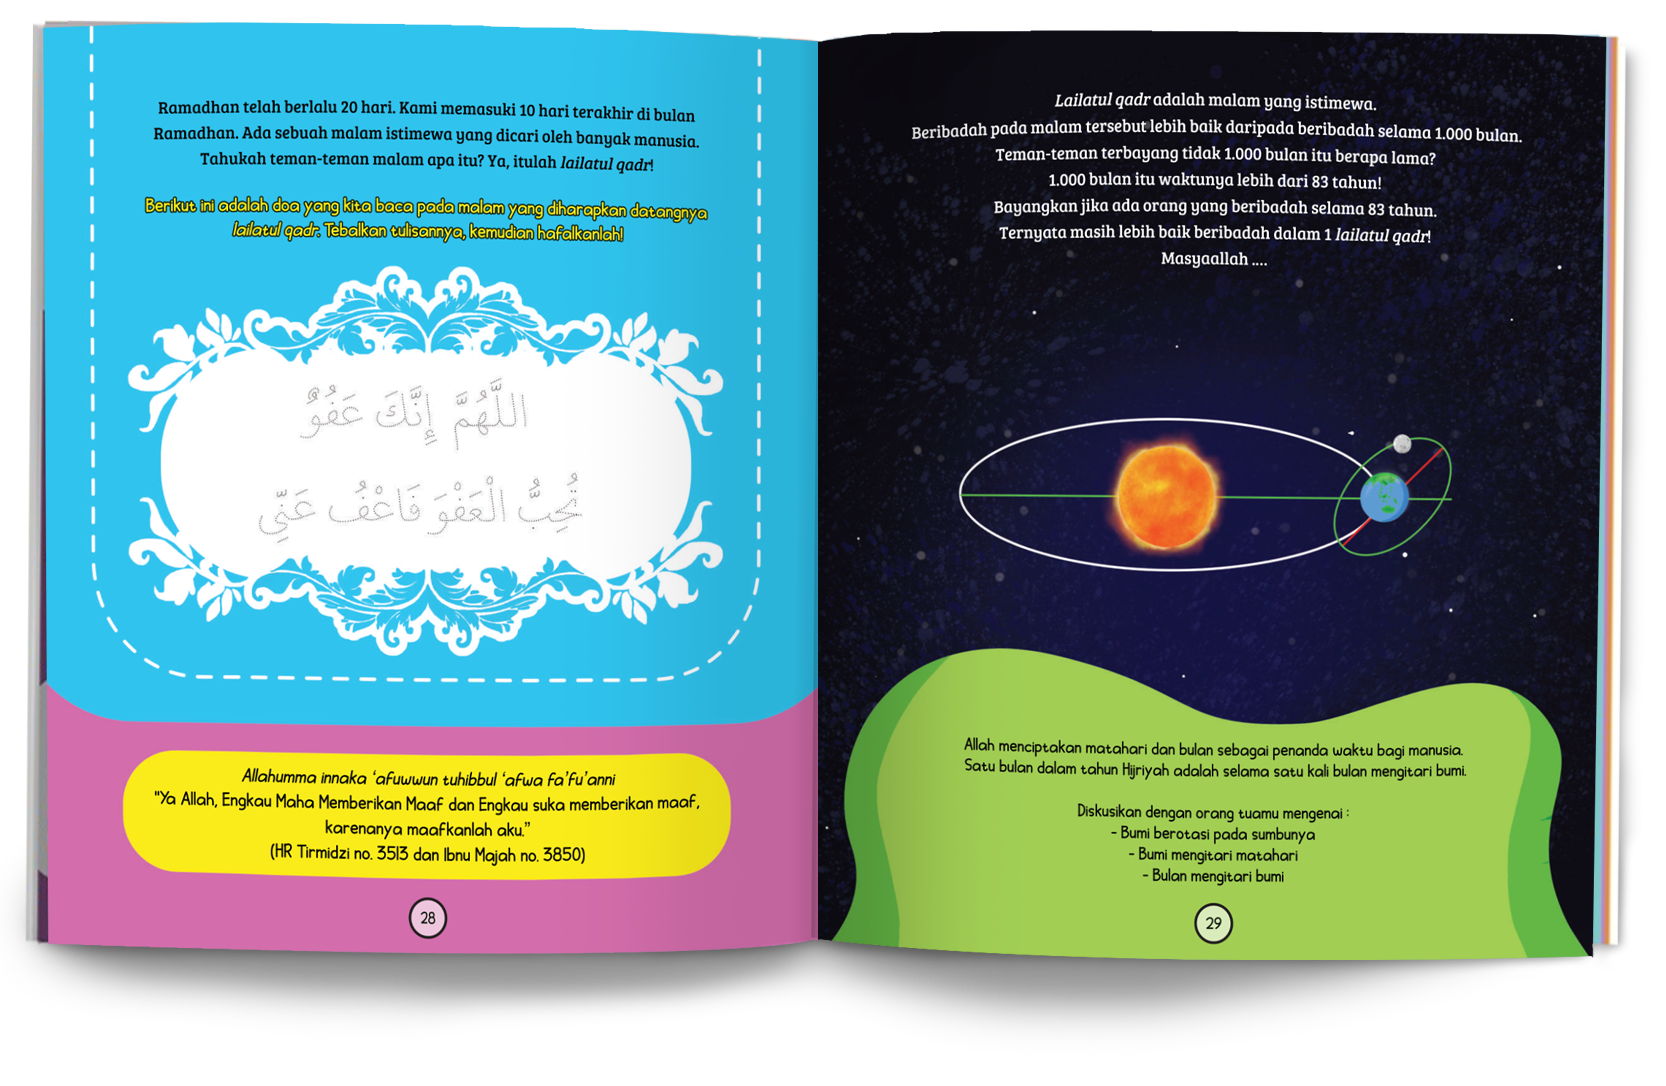 Ramadhan telah berlalu 20 hari. Kami memasuki 10 hari terakhir di bulan
Ramadhan. Ada sebuah malam istimewa yang dicari oleh banyak manusia.
Tahukah teman-teman malam apa itu? Ya, itulah lailatul qadr!
Berikut ini adalah doa yang kita baca pada malam yang diharapkan datangnya
lailatul qadr. Tebalkan tulisannya, kemudian hafalkanlah!
اللَّهُمَّ إِنَّكَ عَفُوٌّ
تُحِبُّ الْعَفْوَ فَاعْفُ عَنِّي
Allahumma innaka ‘afuwwun tuhibbul ‘afwa fa’fu’anni
"Ya Allah, Engkau Maha Memberikan Maaf dan Engkau suka memberikan maaf,
karenanya maafkanlah aku.”
(HR Tirmidzi no. 3513 dan Ibnu Majah no. 3850)
28
Lailatul qadr adalah malam yang istimewa.
Beribadah pada malam tersebut lebih baik daripada beribadah selama 1.000 bulan.
Teman-teman terbayang tidak 1.000 bulan itu berapa lama?
1.000 bulan itu waktunya lebih dari 83 tahun!
Bayangkan jika ada orang yang beribadah selama 83 tahun.
Ternyata masih lebih baik beribadah dalam 1 lailatul qadr!
Masyaallah ....
Allah menciptakan matahari dan bulan sebagai penanda waktu bagi manusia.
Satu bulan dalam tahun Hijriyah adalah selama satu kali bulan mengitari bumi.
Diskusikan dengan orang tuamu mengenai :
- Bumi berotasi pada sumbunya
- Bumi mengitari matahari
- Bulan mengitari bumi
29